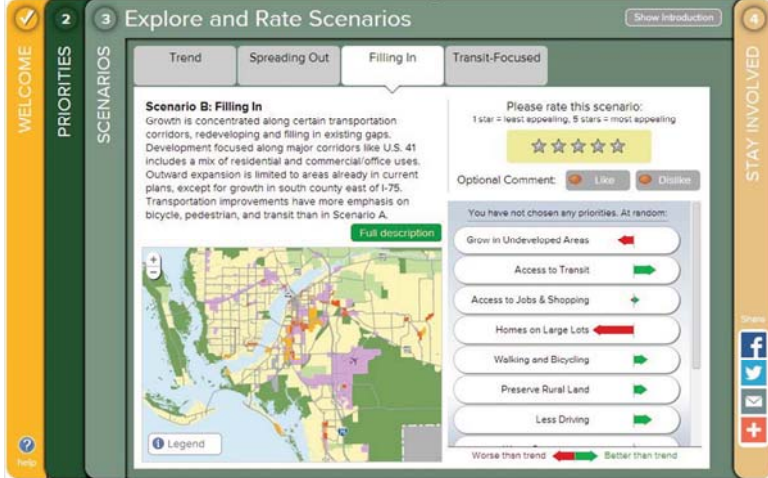 WELCOME
2
PRIORITIES
3
SCENARIOS
Explore and Rate Scenarios
Show Introduction
Trend
Spreading Out
Filling In
Transit-Focused
Scenario B: Filling In
Growth is concentrated along certain transportation
corridors, redeveloping and filling in existing gaps.
Development focused along major corridors like U.S. 41
includes a mix of residential and commercial/office uses.
Outward expansion is limited to areas already in current
plans, except for growth in south county east of I-75.
Transportation improvements have more emphasis on
bicycle, pedestrian, and transit than in Scenario A.
Full description
+
−
Legend
Please rate this scenario:
1 star = least appealing, 5 stars = most appealing
Optional Comment:
Like
Dislike
You have not chosen any priorities. At random:
Grow in Undeveloped Areas
Access to Transit
Access to Jobs & Shopping
Homes on Large Lots
Walking and Bicycling
Preserve Rural Land
Less Driving
Worse than trend
Better than trend
4
STAY INVOLVED
Share
?
help